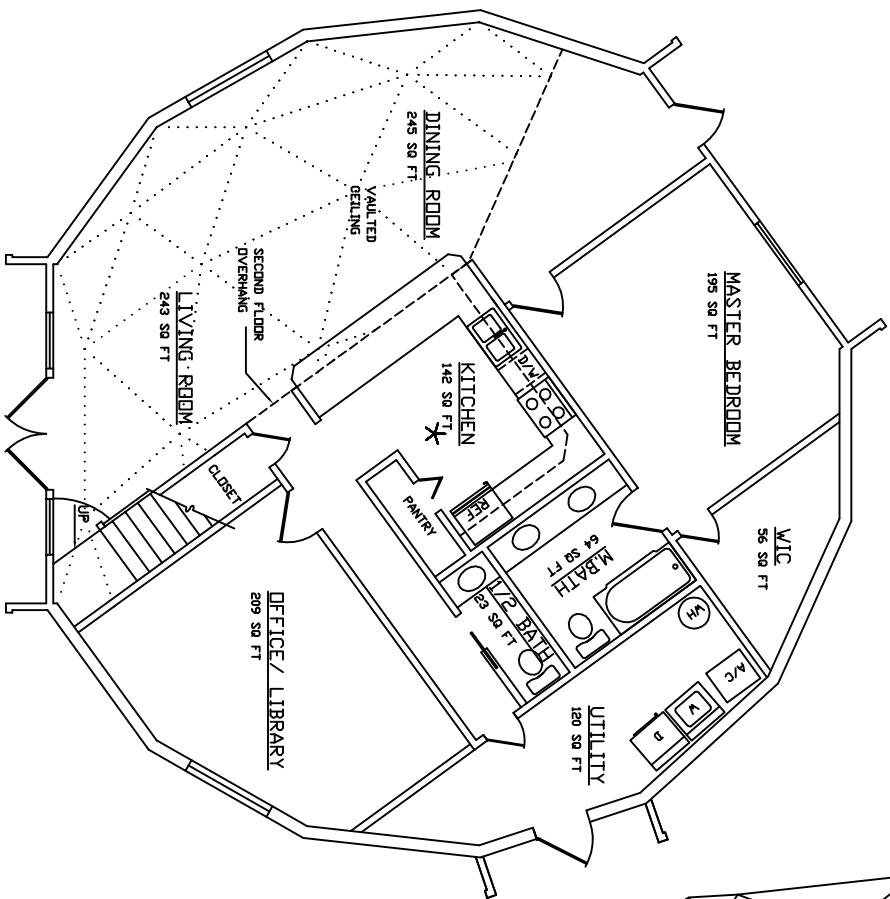 DINING ROOM
245 SQ FT
VAULTED
CEILING
SECOND FLOOR
OVERHANG
LIVING ROOM
243 SQ FT
MASTER BEDROOM
195 SQ FT
KITCHEN
142 SQ FT
D/W
REF
PANTRY
CLOSET
UP
WIC
56 SQ FT
M.BATH
64 SQ FT
1/2 BATH
23 SQ FT
WH
A/C
W
D
UTILITY
120 SQ FT
OFFICE/ LIBRARY
209 SQ FT